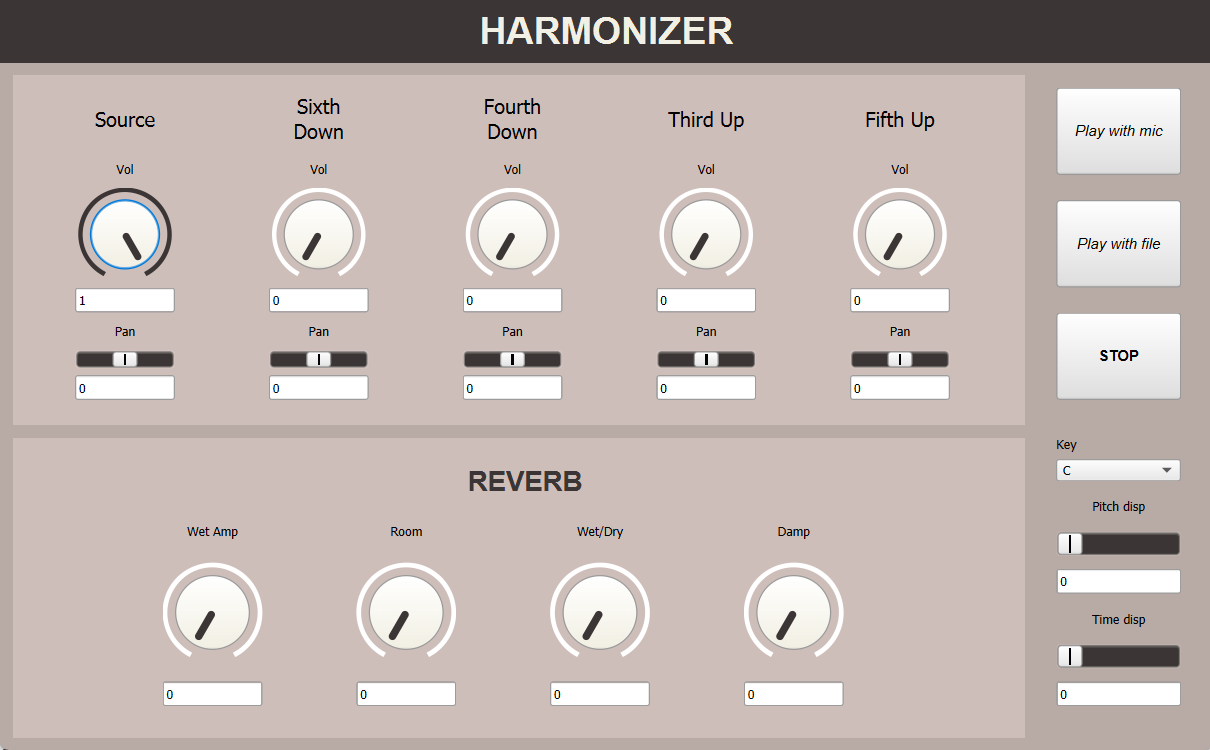 HARMONIZER
Source
Sixth
Down
Fourth
Down
Third Up
Fifth Up
Vol
Vol
Vol
Vol
Vol
1
0
0
0
0
Pan
Pan
Pan
Pan
Pan
0
0
0
0
0
Play with mic
Play with file
STOP
REVERB
Wet Amp
Room
Wet/Dry
Damp
0
0
0
0
Key
C
Pitch disp
0
Time disp
0